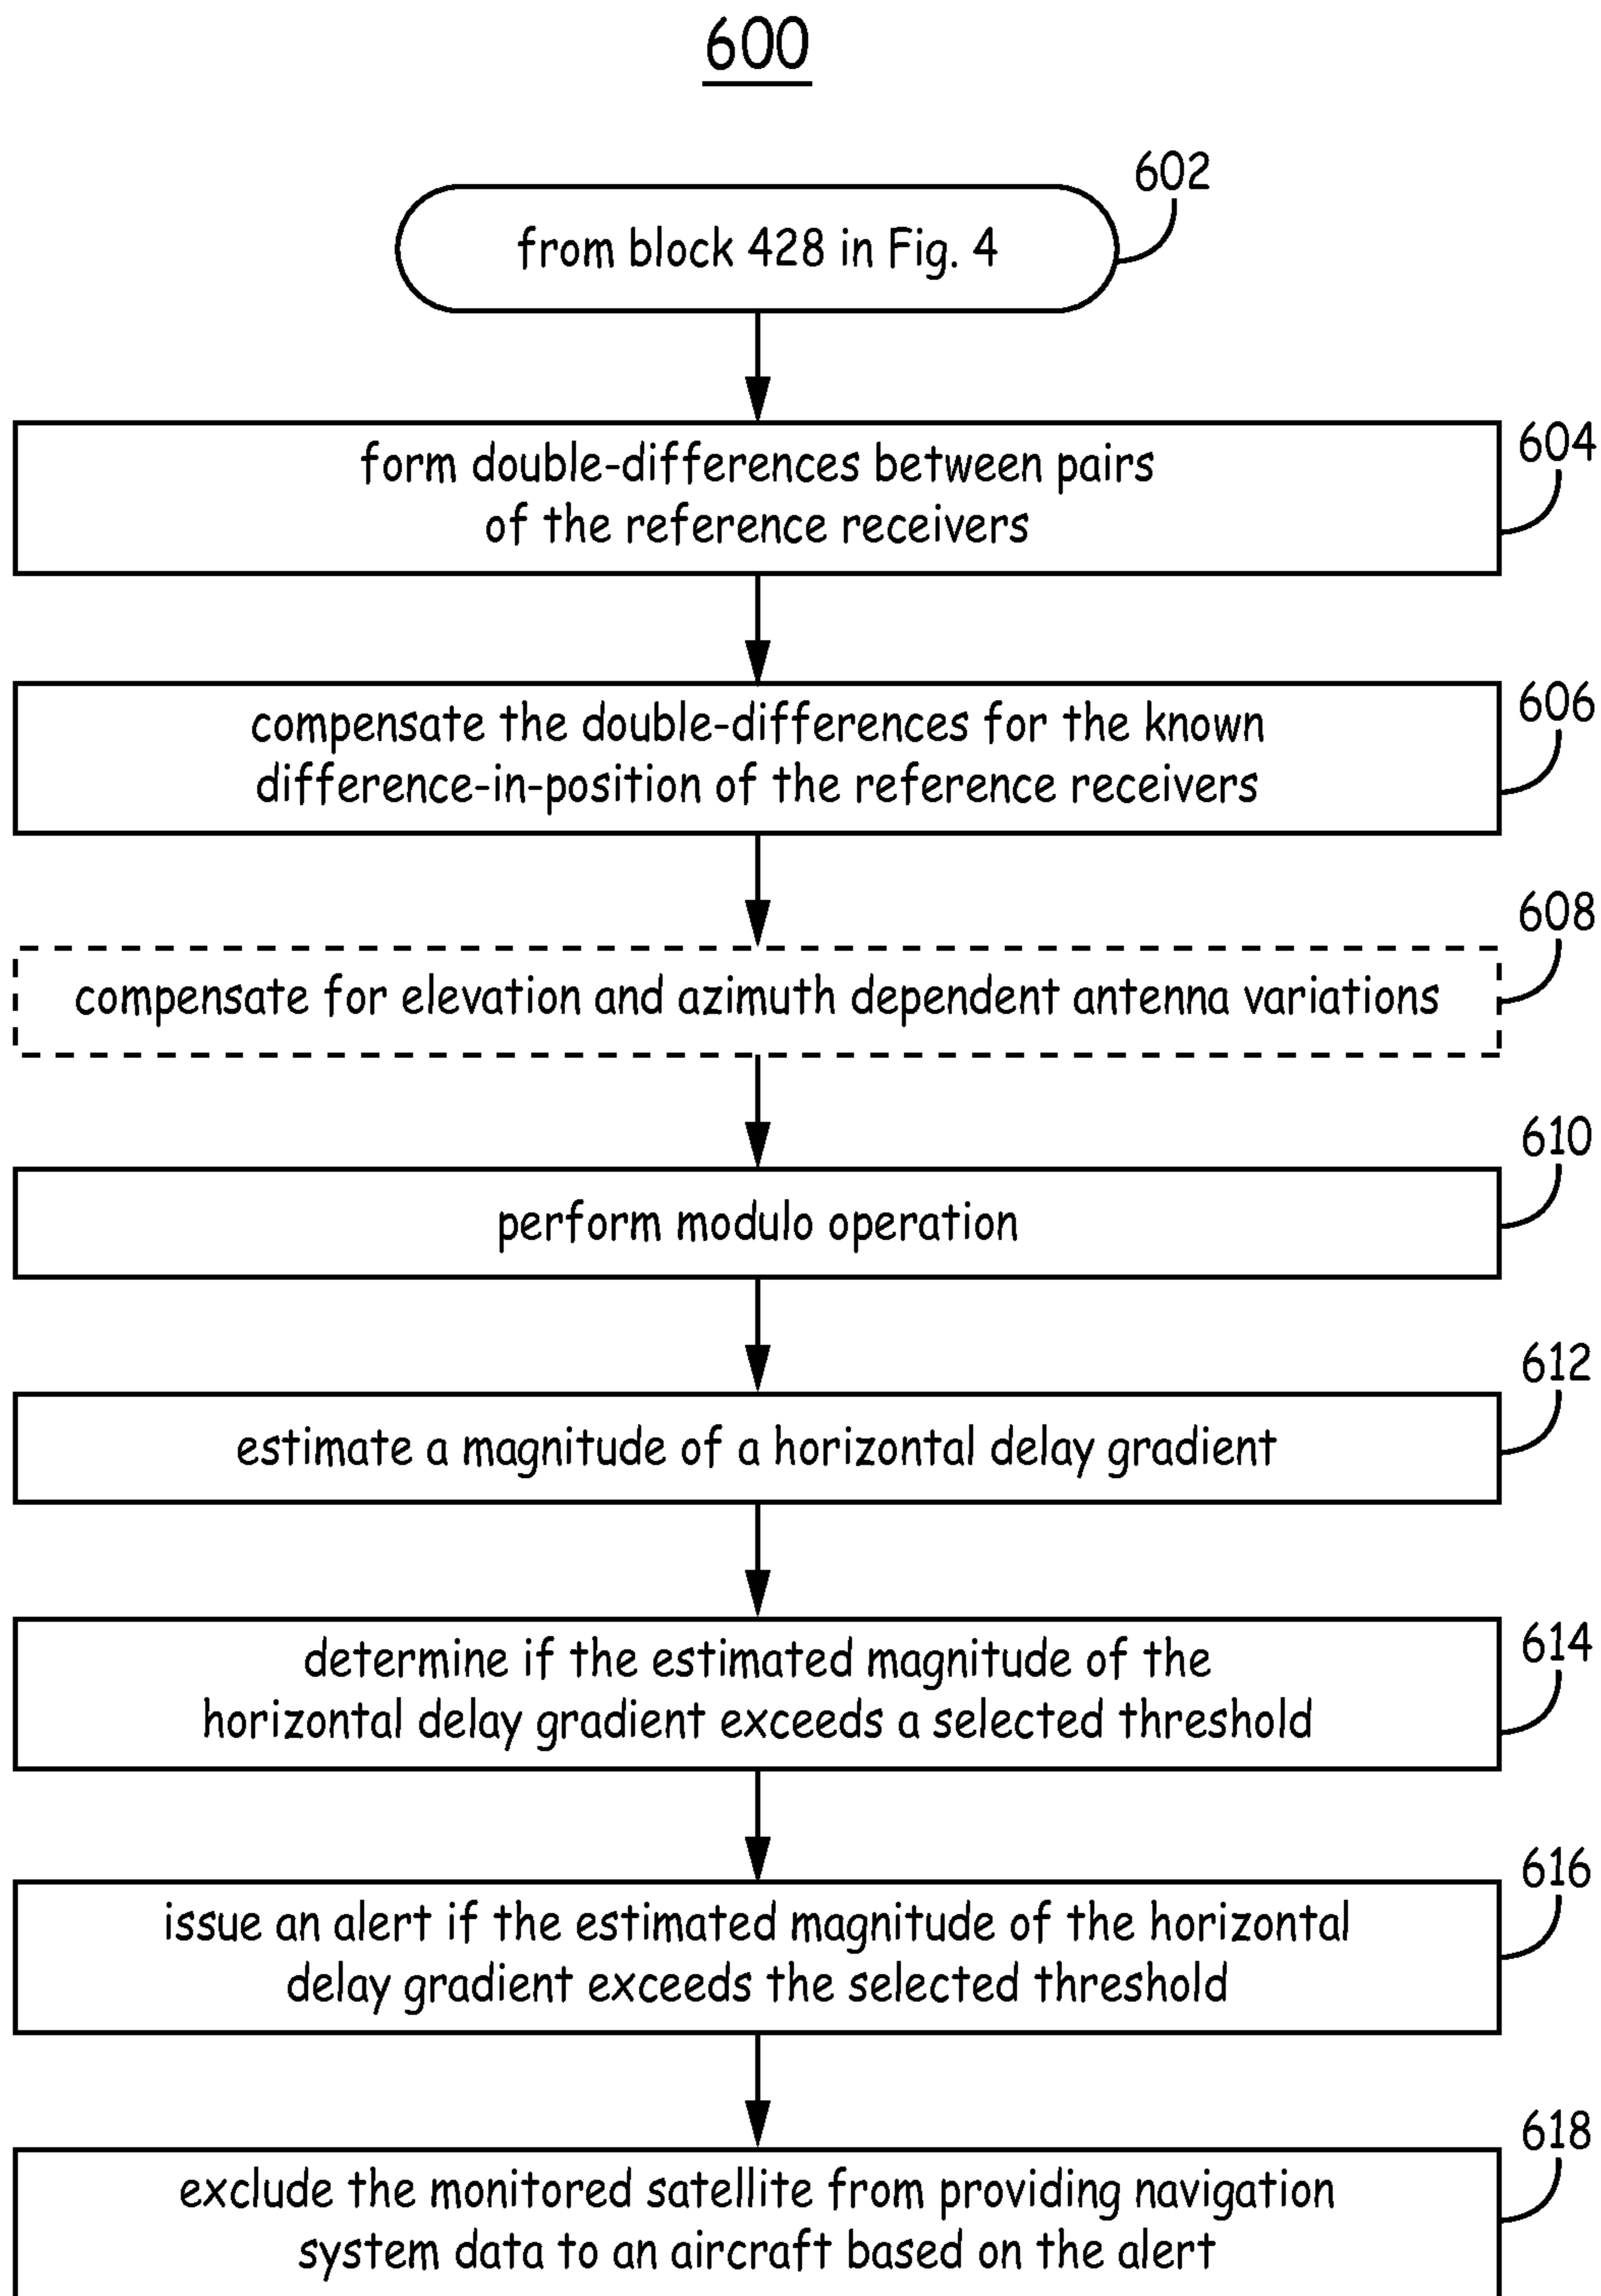 600
602
from block 428 in Fig. 4
604
form double-differences between pairs
of the reference receivers
606
compensate the double-differences for the known
difference-in-position of the reference receivers
608
compensate for elevation and azimuth dependent antenna variations
610
perform modulo operation
612
estimate a magnitude of a horizontal delay gradient
614
determine if the estimated magnitude of the
horizontal delay gradient exceeds a selected threshold
616
issue an alert if the estimated magnitude of the horizontal
delay gradient exceeds the selected threshold
618
exclude the monitored satellite from providing navigation
system data to an aircraft based on the alert